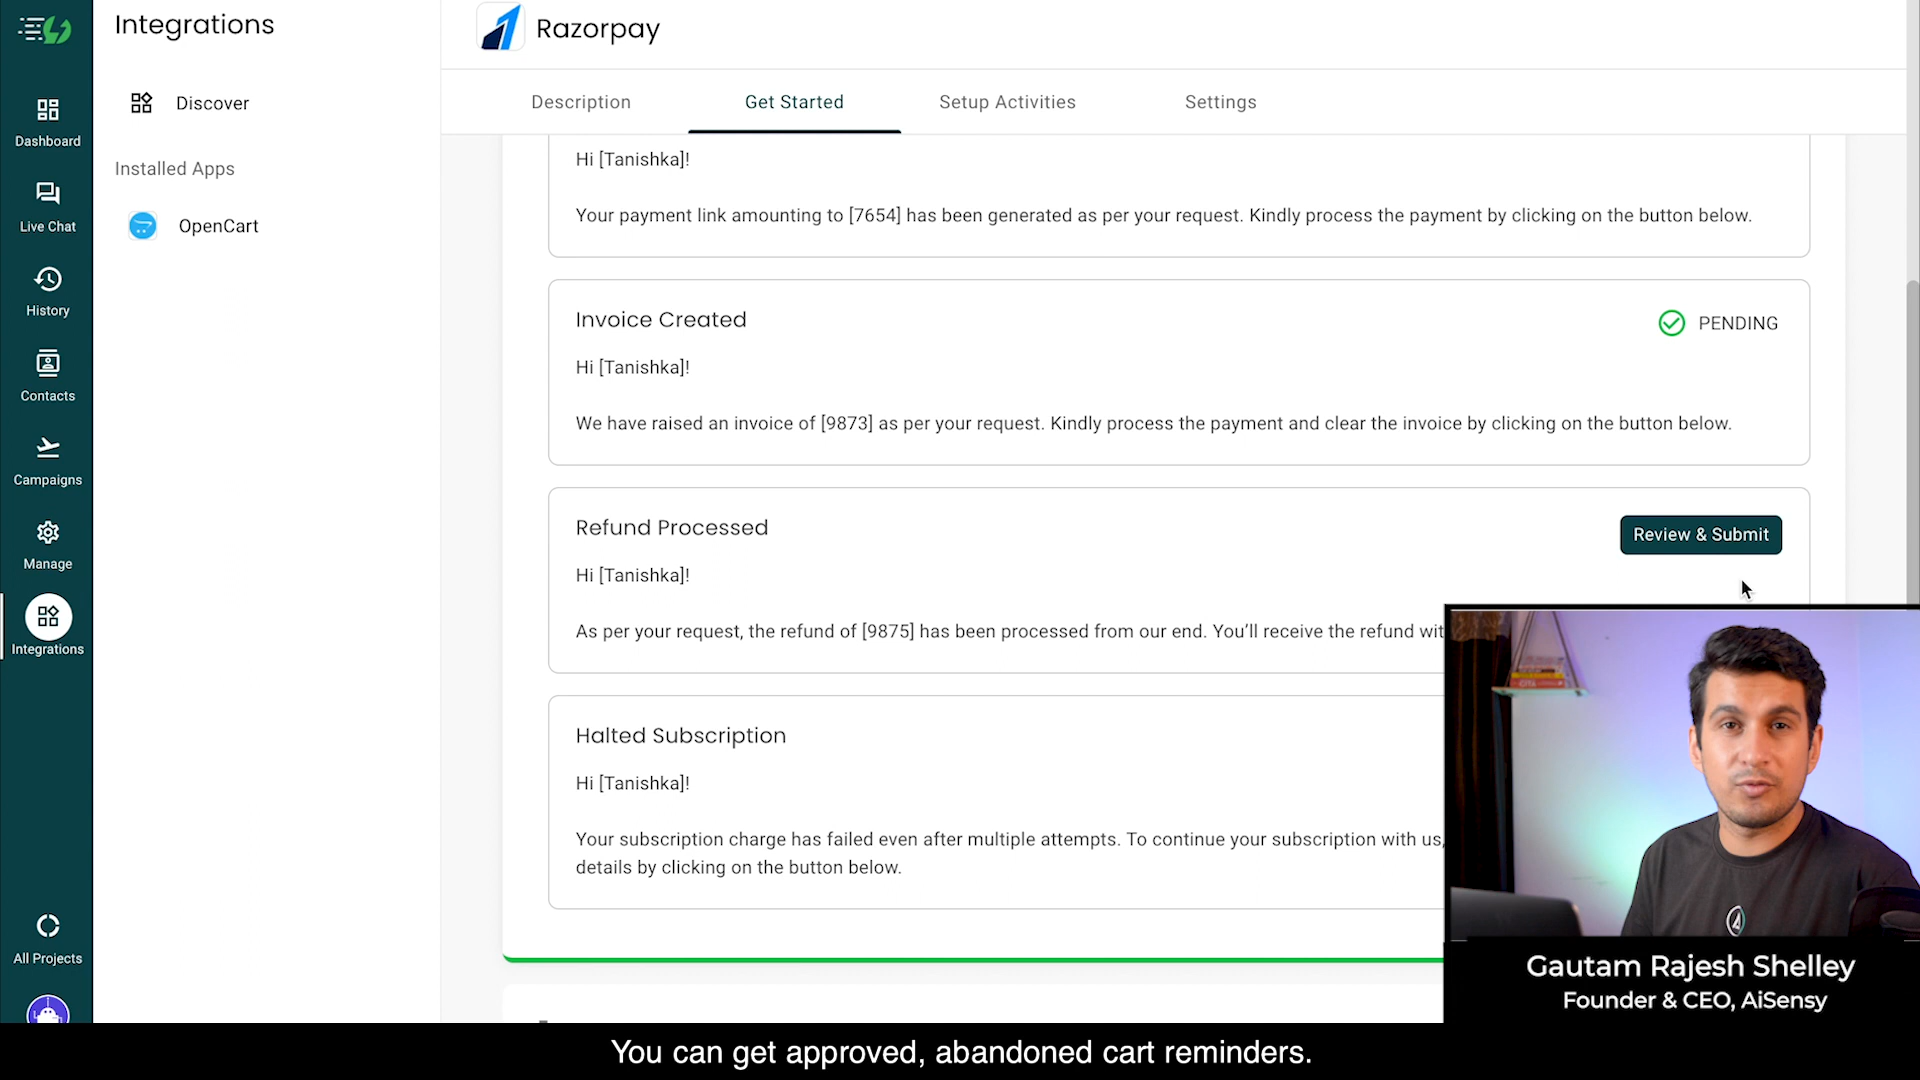 Integrations
Discover
Installed Apps
OpenCart
Dashboard
Live Chat
History
Contacts
Campaigns
Manage
Integrations
All Projects
Razorpay
Description
Get Started
Setup Activities
Settings
Hi [Tanishka]!
Your payment link amounting to [7654] has been generated as per your request. Kindly process the payment by clicking on the button below.
Invoice Created
PENDING
Hi [Tanishka]!
We have raised an invoice of [9873] as per your request. Kindly process the payment and clear the invoice by clicking on the button below.
Refund Processed
Review & Submit
Hi [Tanishka]!
As per your request, the refund of [9875] has been processed from our end. You’ll receive the refund wit
Halted Subscription
Hi [Tanishka]!
Your subscription charge has failed even after multiple attempts. To continue your subscription with us,
details by clicking on the button below.
Gautam Rajesh Shelley
Founder & CEO, AiSensy
You can get approved, abandoned cart reminders.